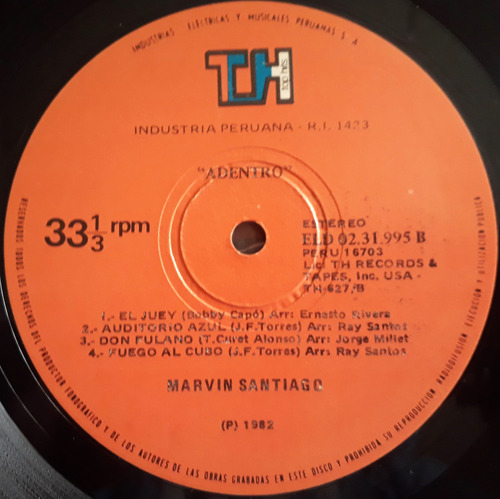 INDUSTRIAS ELECTRICAS Y MUSICALES PERUANAS S.A.
TH
top hits
INDUSTRIA PERUANA - R.I. 1423
"ADENTRO"
33 1/3 rpm
ESTEREO
ELD 02.31.995 B
PERU 16703
Lic. TH RECORDS &
TAPES, Inc. USA -
TH-627/B
1.- EL JUEY (Bobby Capó) Arr: Ernesto Rivera
2.- AUDITORIO AZUL (J.F. Torres) Arr: Ray Santos
3.- DON FULANO (T. Curet Alonso) Arr: Jorge Millet
4.- FUEGO AL CUBO (J.F. Torres) Arr: Ray Santos
MARVIN SANTIAGO
(P) 1982
RESERVADOS TODOS LOS DERECHOS DEL PRODUCTOR FONOGRAFICO Y DE LOS AUTORES DE LAS OBRAS GRABADAS EN ESTE DISCO Y PROHIBIDA SU REPRODUCCION, RADIODIFUSION, EJECUCION Y UTILIZACION PUBLICA